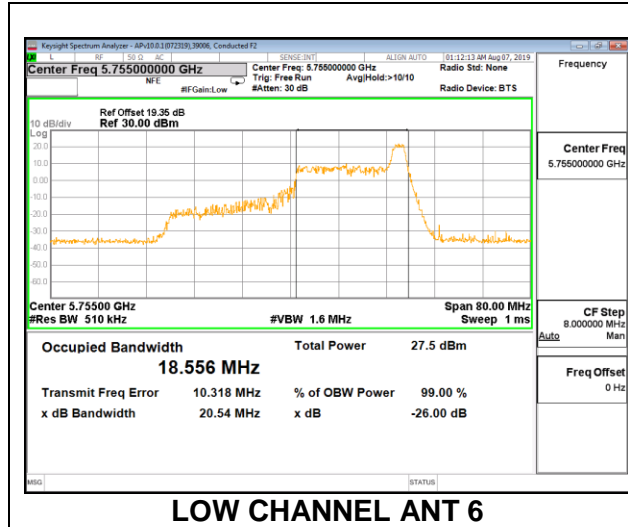 Keysight Spectrum Analyzer - APv10.0.1(072319),39006, Conducted F2
L RF 50 Ω AC SENSE:INT ALIGN AUTO 01:12:13 AM Aug 07, 2019
Center Freq 5.755000000 GHz Center Freq: 5.755000000 GHz Radio Std: None
NFE Trig: Free Run Avg|Hold:>10/10
#IFGain:Low #Atten: 30 dB Radio Device: BTS
Frequency
Ref Offset 19.35 dB
10 dB/div Ref 30.00 dBm
Log
20.0
10.0
0.00
-10.0
-20.0
-30.0
-40.0
-50.0
-60.0
Center Freq
5.755000000 GHz
Center 5.75500 GHz Span 80.00 MHz
#Res BW 510 kHz #VBW 1.6 MHz Sweep 1 ms
CF Step
8.000000 MHz
Auto Man
Occupied Bandwidth Total Power 27.5 dBm
18.556 MHz
Transmit Freq Error 10.318 MHz % of OBW Power 99.00 %
x dB Bandwidth 20.54 MHz x dB -26.00 dB
Freq Offset
0 Hz
MSG STATUS
LOW CHANNEL ANT 6